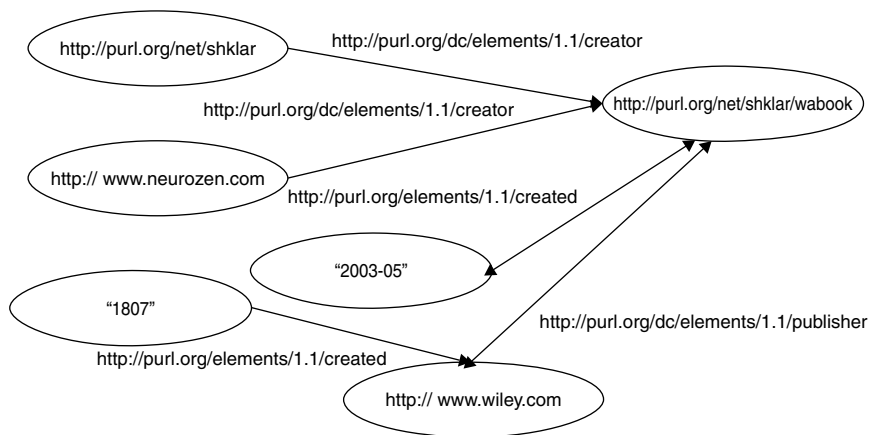 http://purl.org/net/shklar
http://purl.org/dc/elements/1.1/creator
http://purl.org/net/shklar/wabook
http://purl.org/dc/elements/1.1/creator
http:// www.neurozen.com
http://purl.org/elements/1.1/created
“2003-05”
“1807”
http://purl.org/dc/elements/1.1/publisher
http://purl.org/elements/1.1/created
http:// www.wiley.com